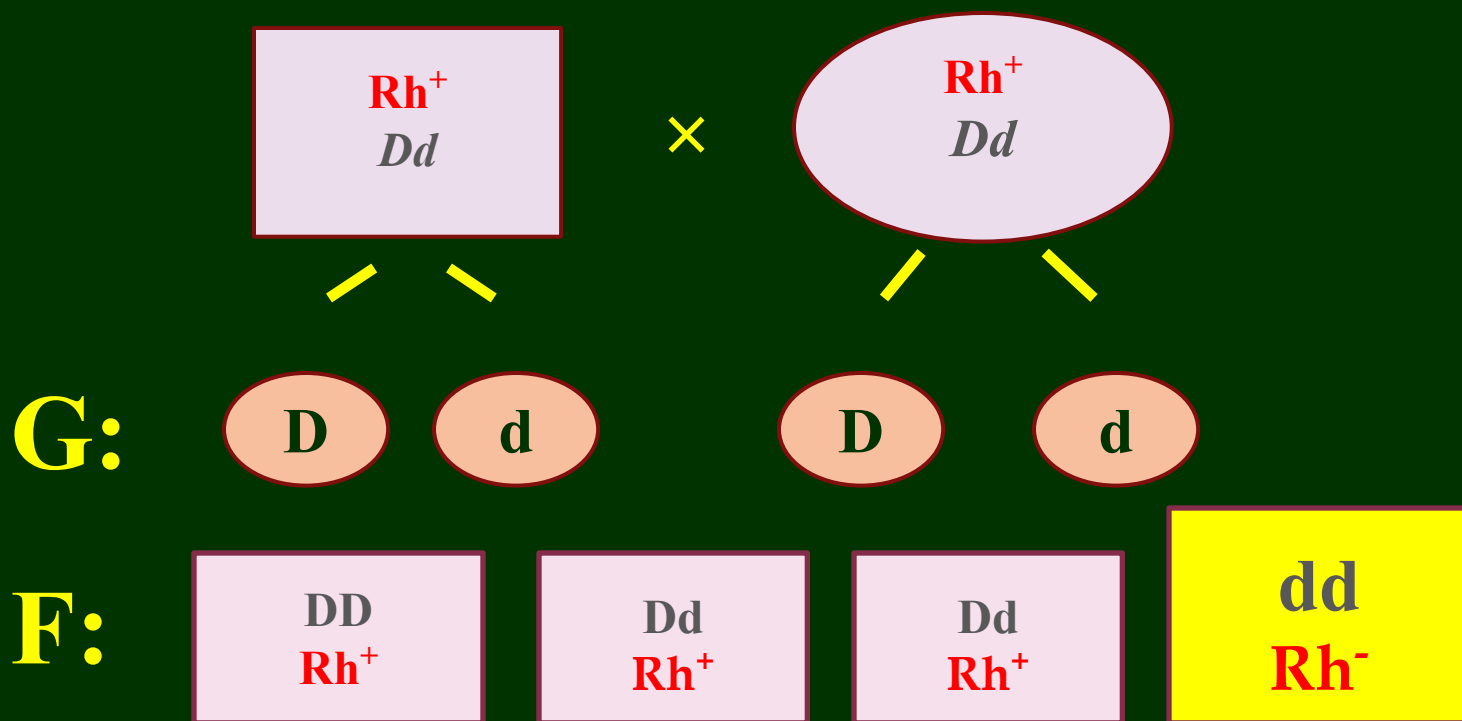 Rh⁺ × Rh⁺
Dd Dd
G: D d D d
F: DD Dd Dd dd
Rh⁺ Rh⁺ Rh⁺ Rh⁻